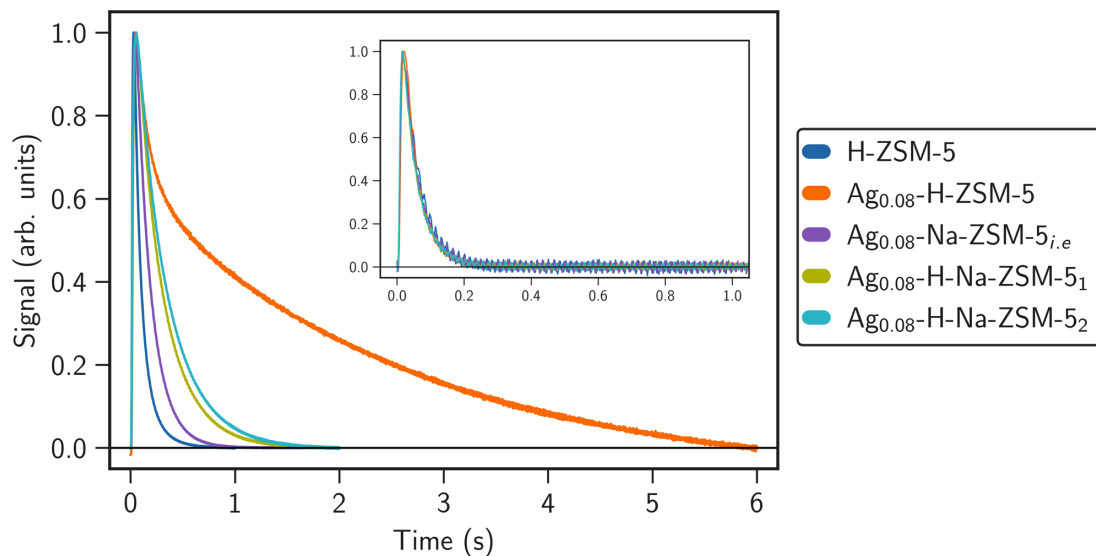 Signal (arb. units)
1.0
0.8
0.6
0.4
0.2
0.0
0 1 2 3 4 5 6
Time (s)
1.0
0.8
0.6
0.4
0.2
0.0
0.0 0.2 0.4 0.6 0.8 1.0
H-ZSM-5
Ag₀.₀₈-H-ZSM-5
Ag₀.₀₈-Na-ZSM-5i.e
Ag₀.₀₈-H-Na-ZSM-5₁
Ag₀.₀₈-H-Na-ZSM-5₂